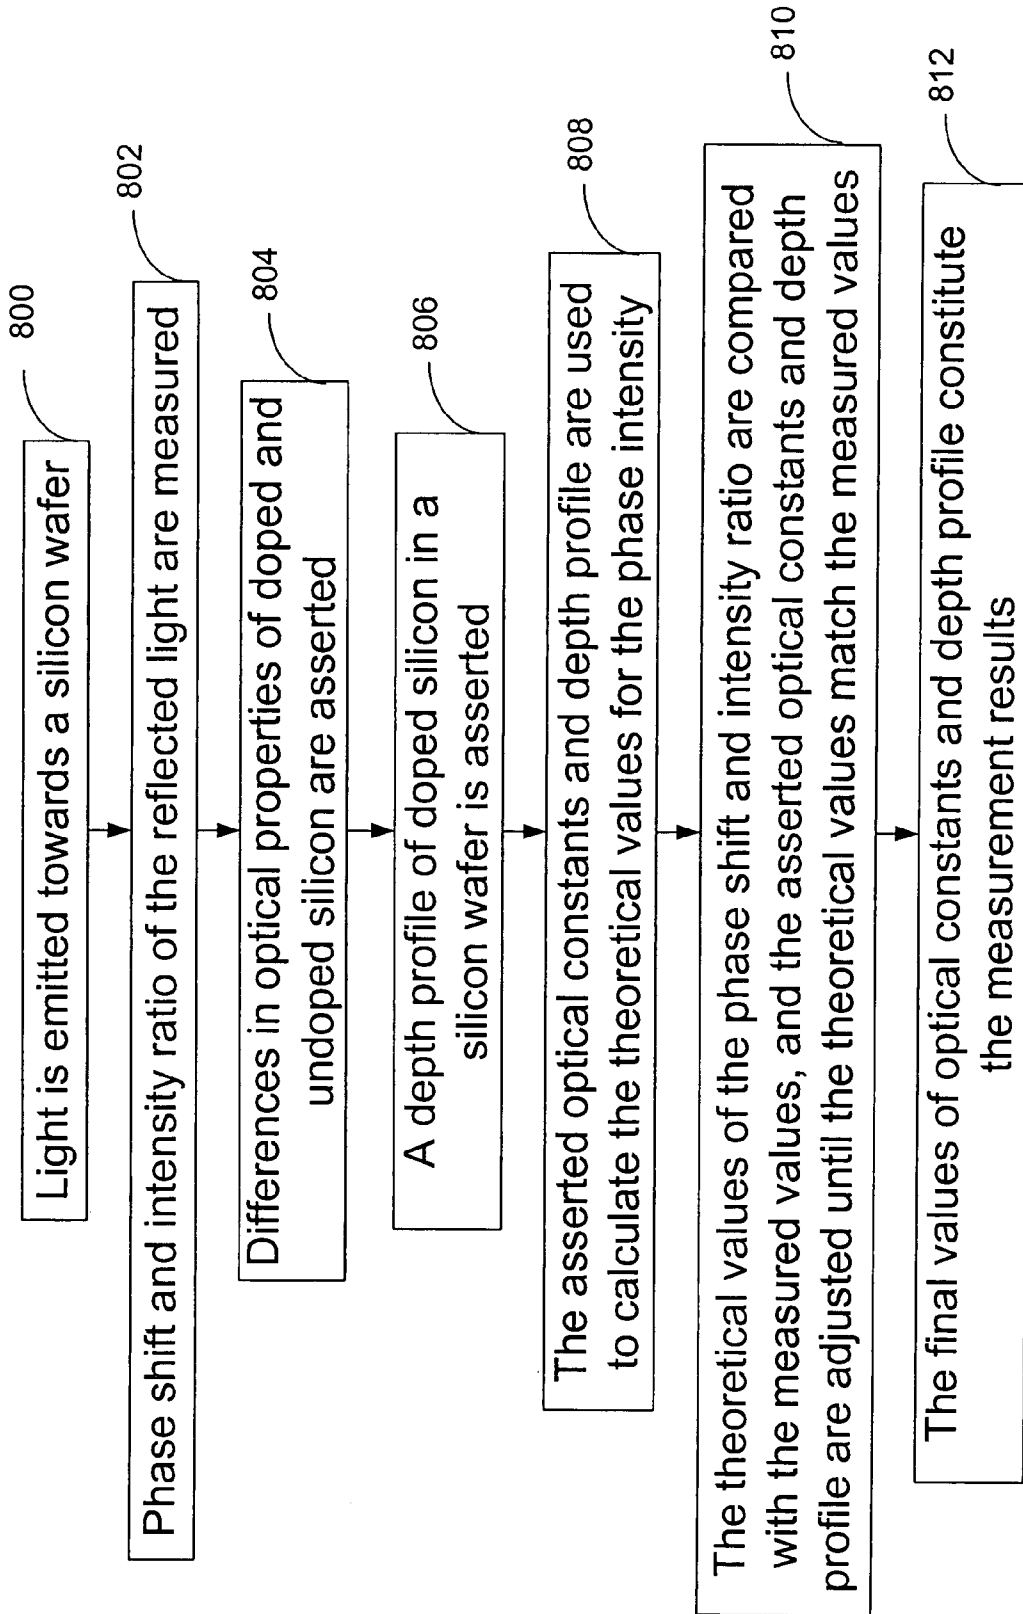 800
Light is emitted towards a silicon wafer
802
Phase shift and intensity ratio of the reflected light are measured
804
Differences in optical properties of doped and
undoped silicon are asserted
806
A depth profile of doped silicon in a
silicon wafer is asserted
808
The asserted optical constants and depth profile are used
to calculate the theoretical values for the phase intensity
810
The theoretical values of the phase shift and intensity ratio are compared
with the measured values, and the asserted optical constants and depth
profile are adjusted until the theoretical values match the measured values
812
The final values of optical constants and depth profile constitute
the measurement results